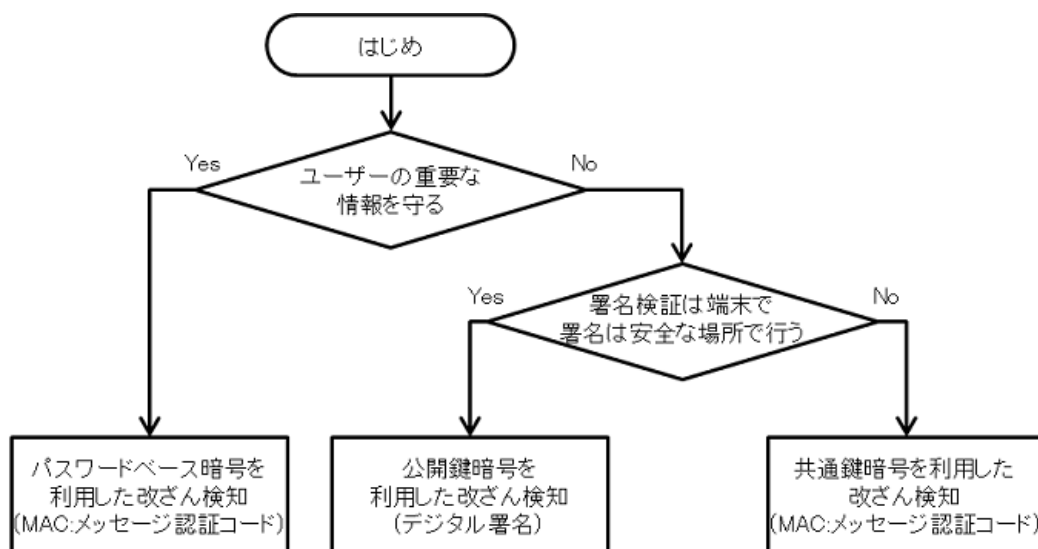 はじめ
Yes
No
ユーザーの重要な
情報を守る
Yes
No
署名検証は端末で
署名は安全な場所で行う
パスワードベース暗号を
利用した改ざん検知
(MAC:メッセージ認証コード)
公開鍵暗号を
利用した改ざん検知
(デジタル署名)
共通鍵暗号を利用した
改ざん検知
(MAC:メッセージ認証コード)